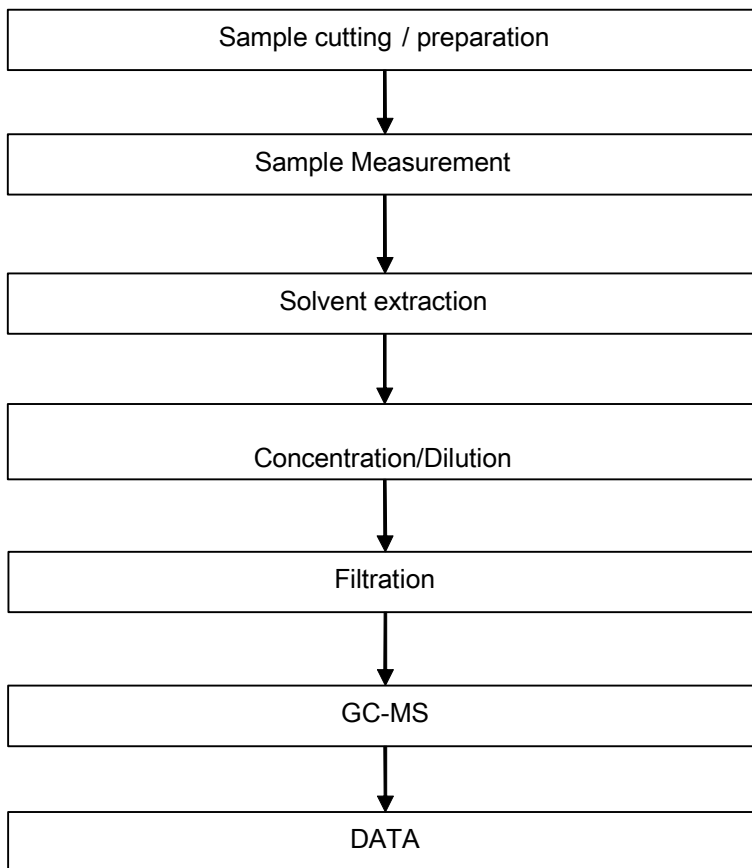 Sample cutting / preparation
Sample Measurement
Solvent extraction
Concentration/Dilution
Filtration
GC-MS
DATA